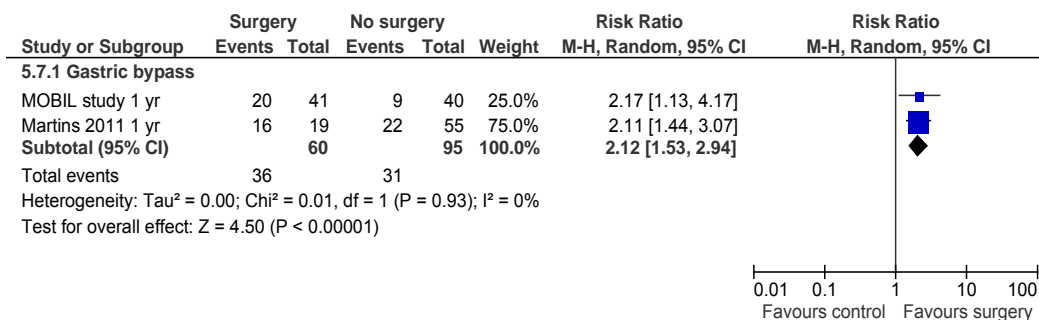 Surgery No surgery Risk Ratio Risk Ratio
Study or Subgroup Events Total Events Total Weight M-H, Random, 95% CI M-H, Random, 95% CI
5.7.1 Gastric bypass
MOBIL study 1 yr 20 41 9 40 25.0% 2.17 [1.13, 4.17]
Martins 2011 1 yr 16 19 22 55 75.0% 2.11 [1.44, 3.07]
Subtotal (95% CI) 60 95 100.0% 2.12 [1.53, 2.94]
Total events 36 31
Heterogeneity: Tau² = 0.00; Chi² = 0.01, df = 1 (P = 0.93); I² = 0%
Test for overall effect: Z = 4.50 (P < 0.00001)
0.01 0.1 1 10 100
Favours control Favours surgery